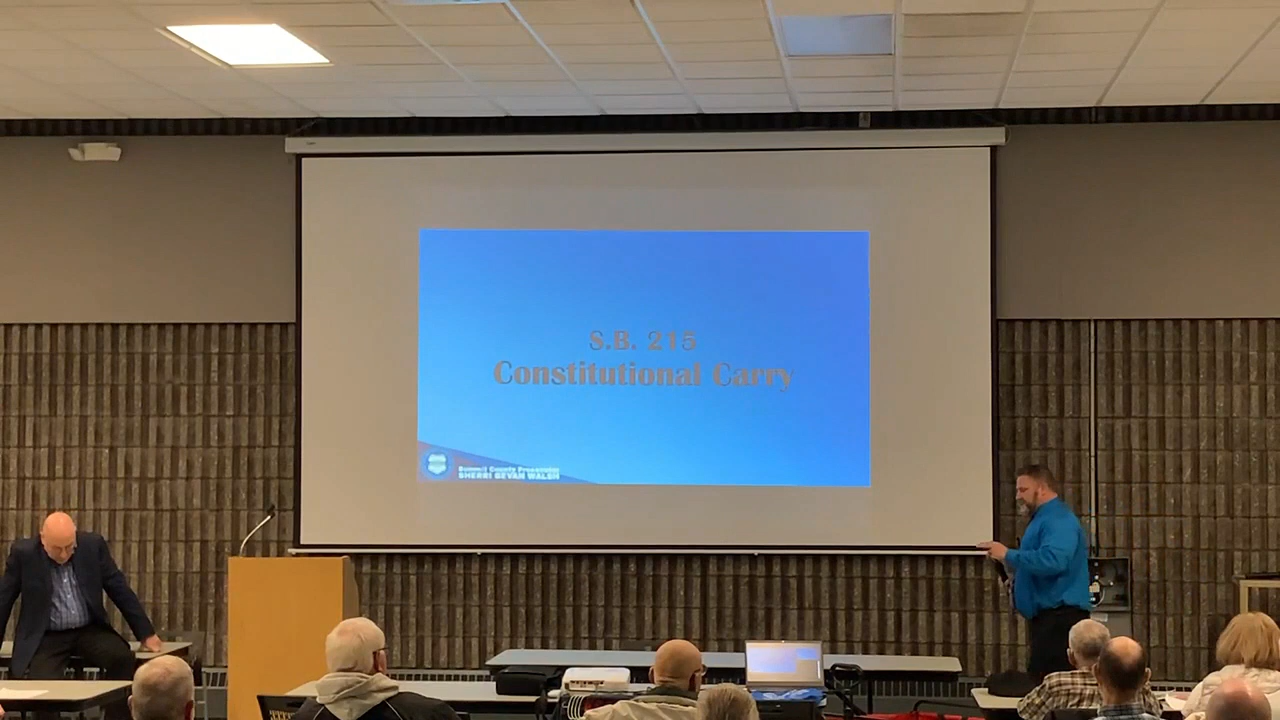 S.B. 215
Constitutional Carry
Summit County Prosecutor
SHERRI BEVAN WALSH